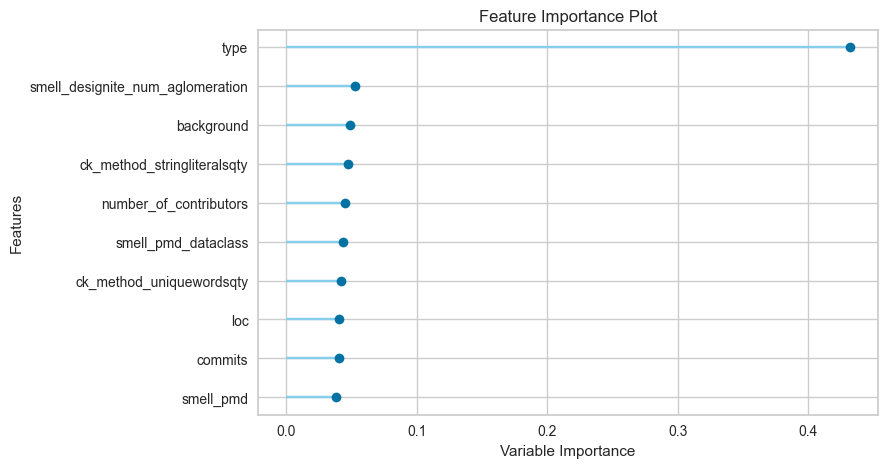 Feature Importance Plot
type
smell_designite_num_aglomeration
background
ck_method_stringliteralsqty
number_of_contributors
smell_pmd_dataclass
ck_method_uniquewordsqty
loc
commits
smell_pmd
Features
0.0 0.1 0.2 0.3 0.4
Variable Importance